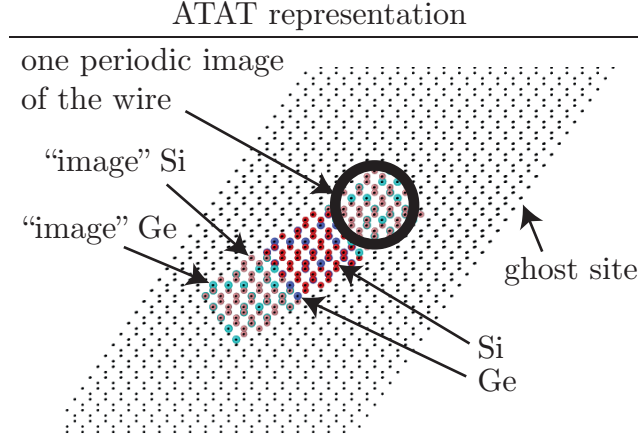 ATAT representation
one periodic image
of the wire
“image” Si
“image” Ge
ghost site
Si
Ge